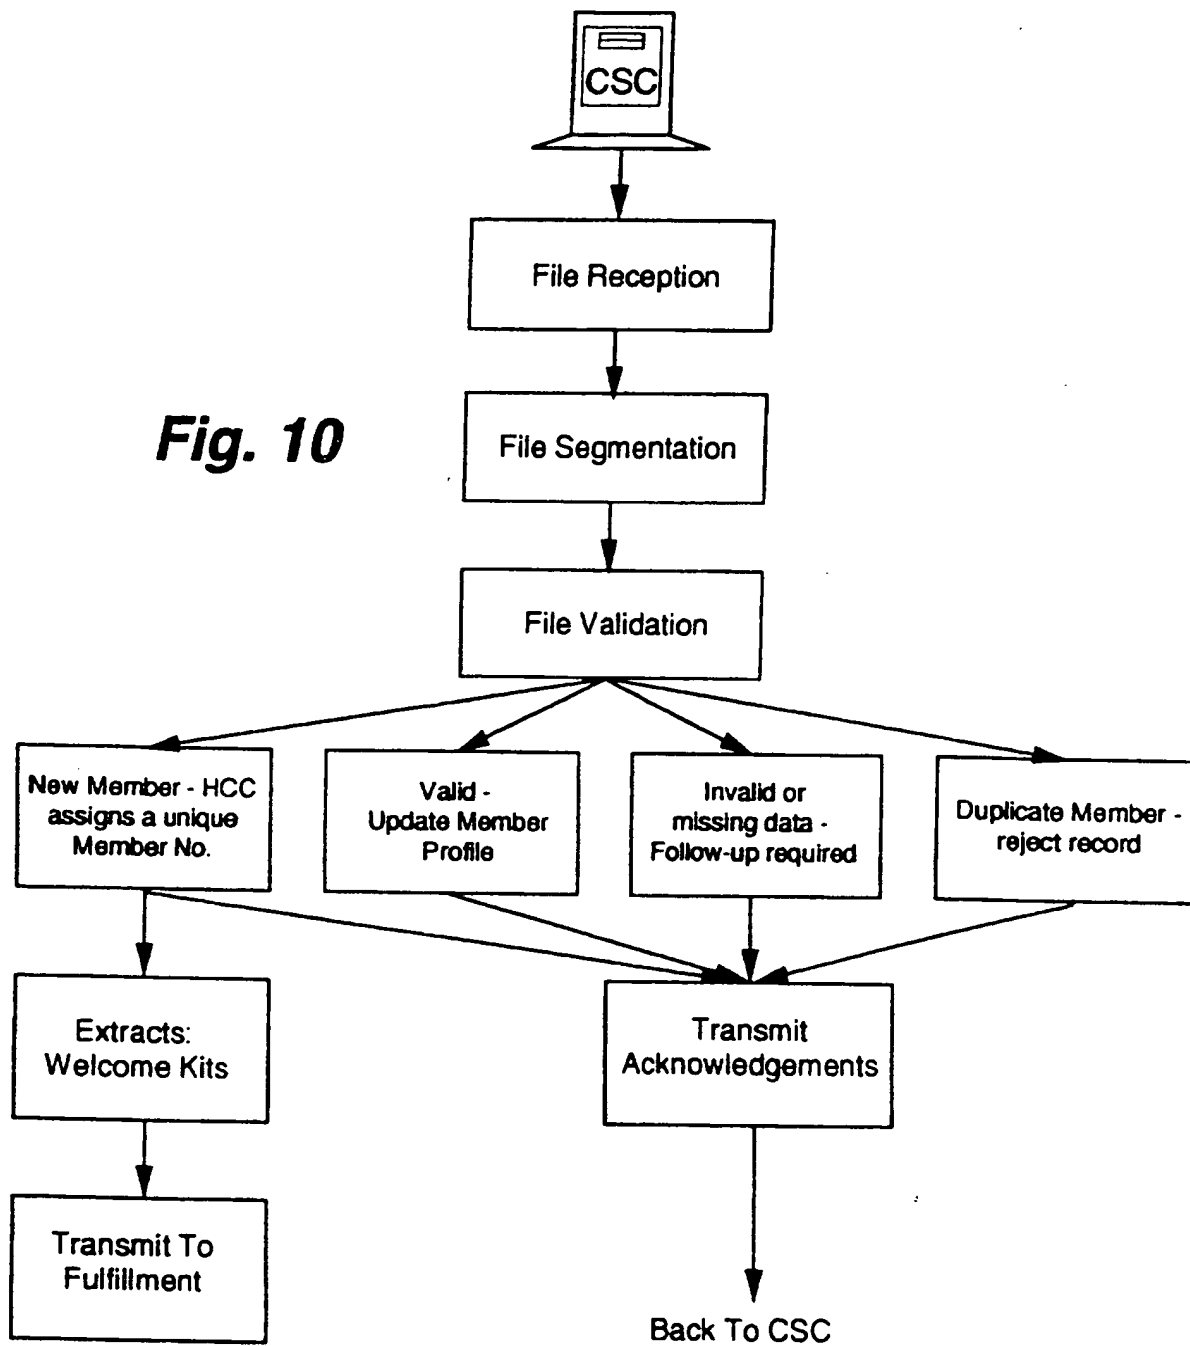 CSC
File Reception
Fig. 10
File Segmentation
File Validation
New Member - HCC
assigns a unique
Member No.
Valid -
Update Member
Profile
Invalid or
missing data -
Follow-up required
Duplicate Member -
reject record
Extracts:
Welcome Kits
Transmit
Acknowledgements
Transmit To
Fulfillment
Back To CSC